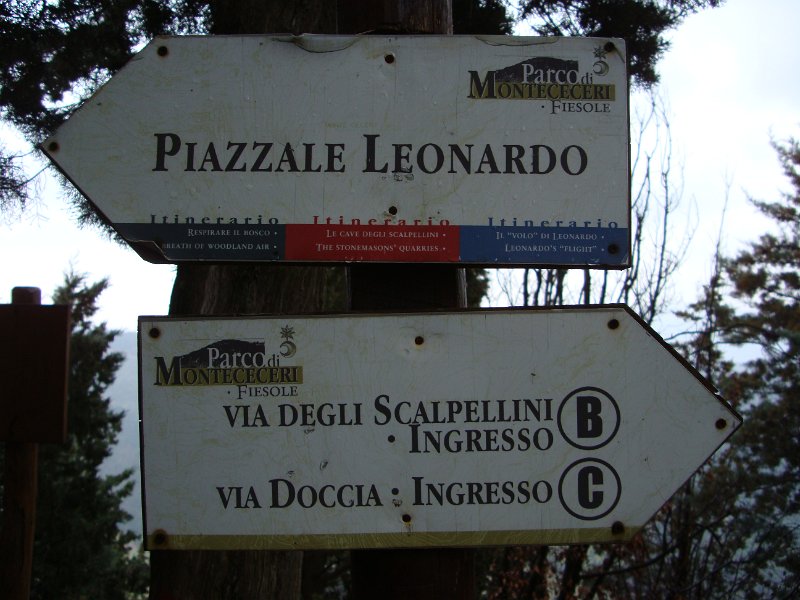 Parco di
MONTECECERI
· FIESOLE
PIAZZALE LEONARDO
Itinerario Itinerario Itinerario
RESPIRARE IL BOSCO · LE CAVE DEGLI SCALPELLINI · IL "VOLO" DI LEONARDO ·
BREATH OF WOODLAND AIR · THE STONEMASONS' QUARRIES · LEONARDO'S "FLIGHT" ·
Parco di
MONTECECERI
· FIESOLE
VIA DEGLI SCALPELLINI
· INGRESSO B
VIA DOCCIA · INGRESSO C